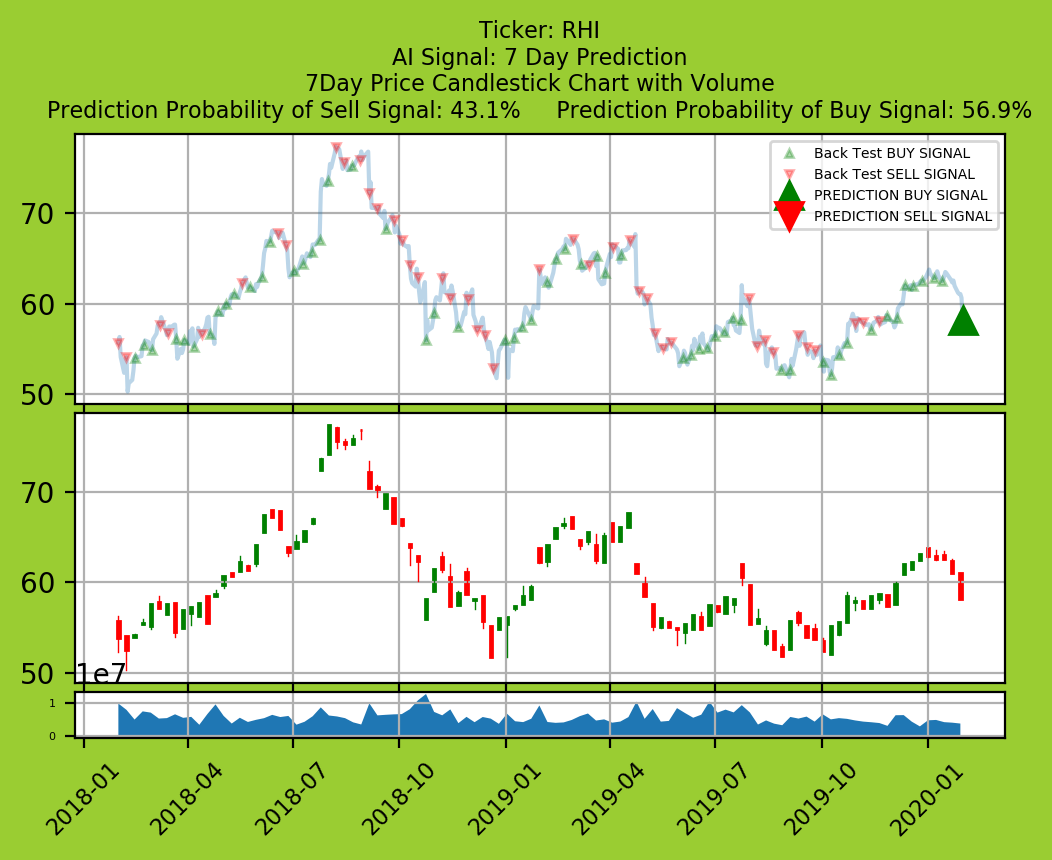 Ticker: RHI
AI Signal: 7 Day Prediction
7Day Price Candlestick Chart with Volume
Prediction Probability of Sell Signal: 43.1%     Prediction Probability of Buy Signal: 56.9%
Back Test BUY SIGNAL
Back Test SELL SIGNAL
PREDICTION BUY SIGNAL
PREDICTION SELL SIGNAL
70
60
50
70
60
50
1e7
1
0
2018-01
2018-04
2018-07
2018-10
2019-01
2019-04
2019-07
2019-10
2020-01